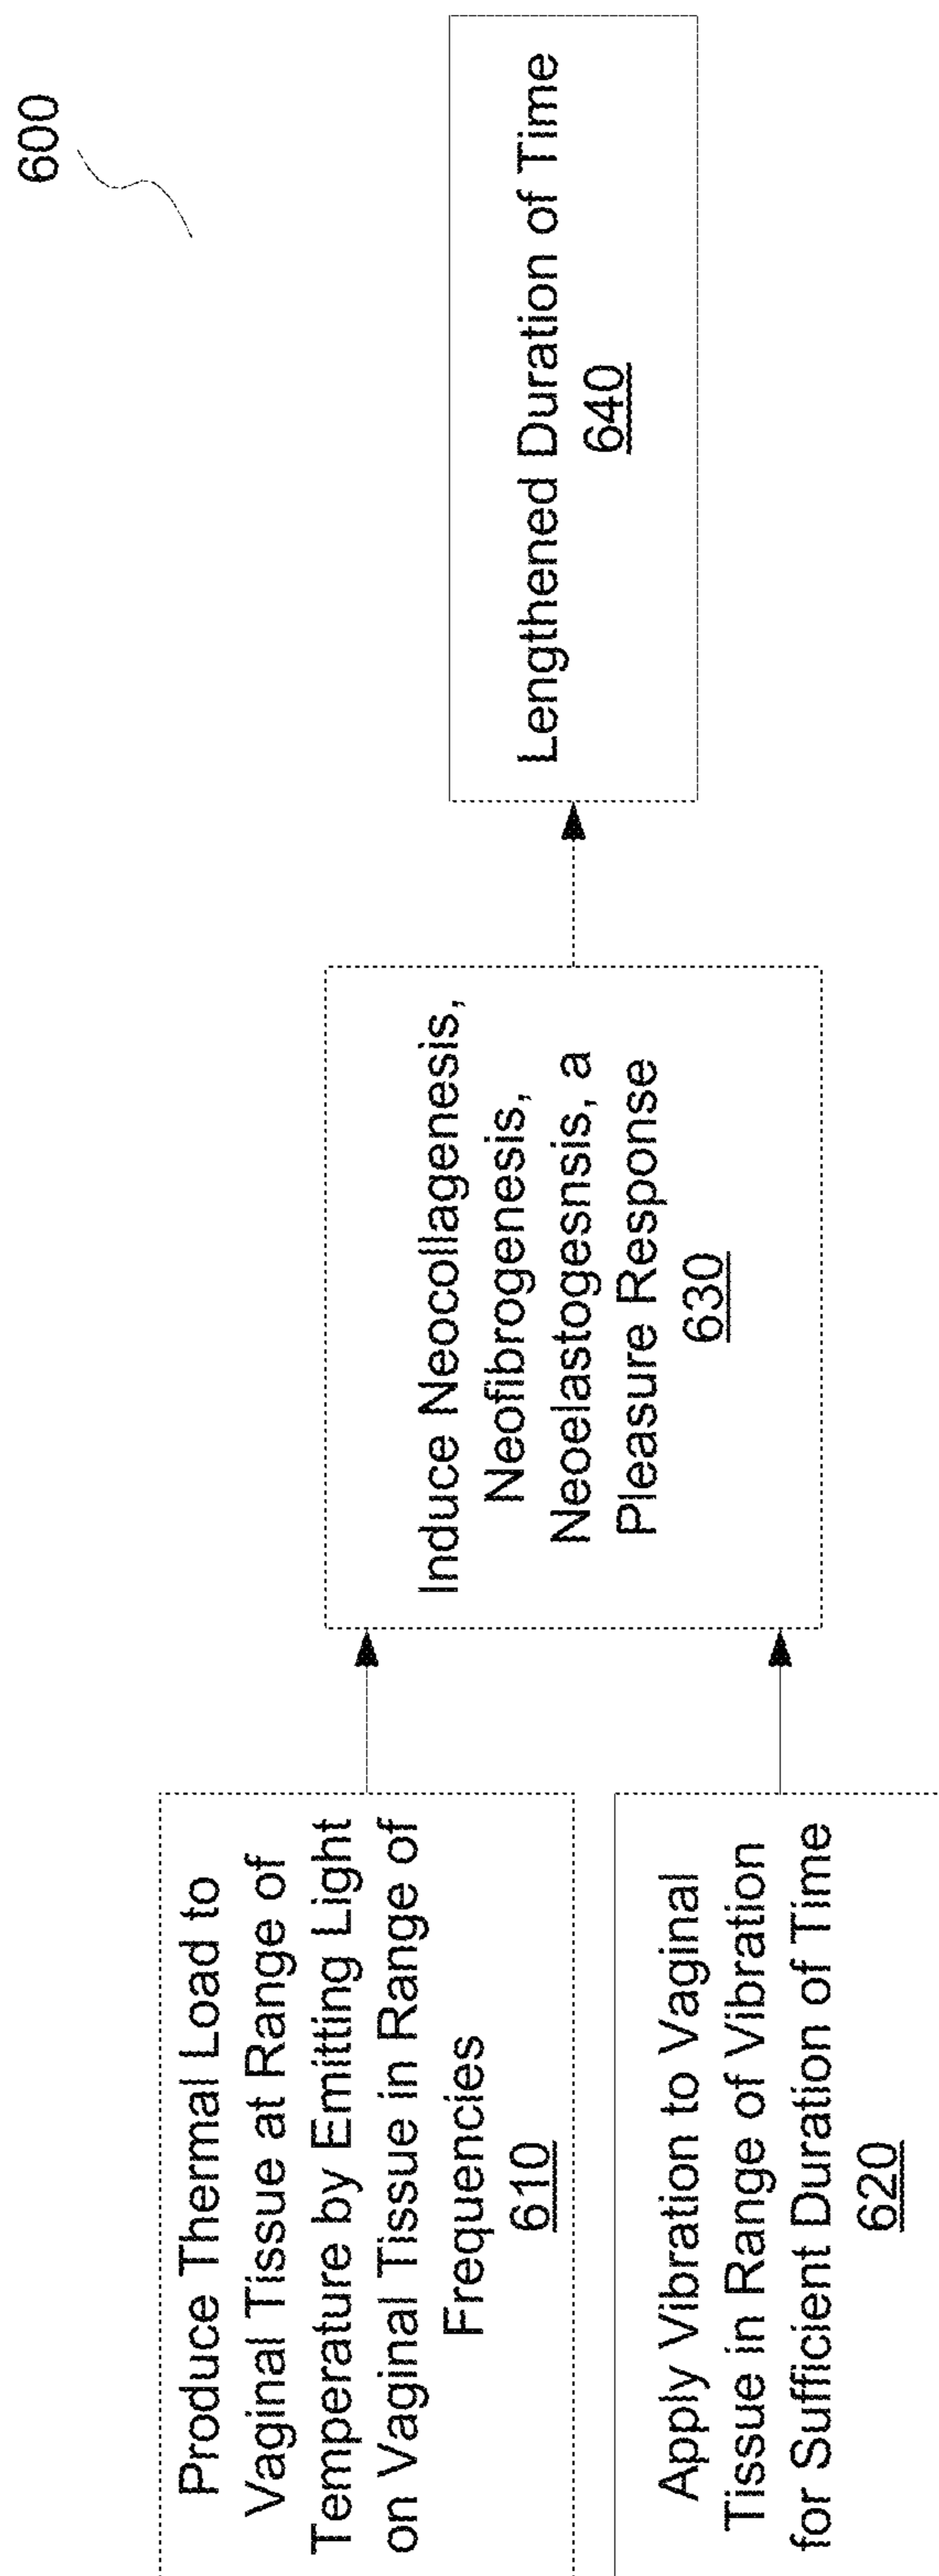 600
Produce Thermal Load to
Vaginal Tissue at Range of
Temperature by Emitting Light
on Vaginal Tissue in Range of
Frequencies
610
Apply Vibration to Vaginal
Tissue in Range of Vibration
for Sufficient Duration of Time
620
Induce Neocollagenesis,
Neofibrogenesis,
Neoelastogesnsis, a
Pleasure Response
630
Lengthened Duration of Time
640